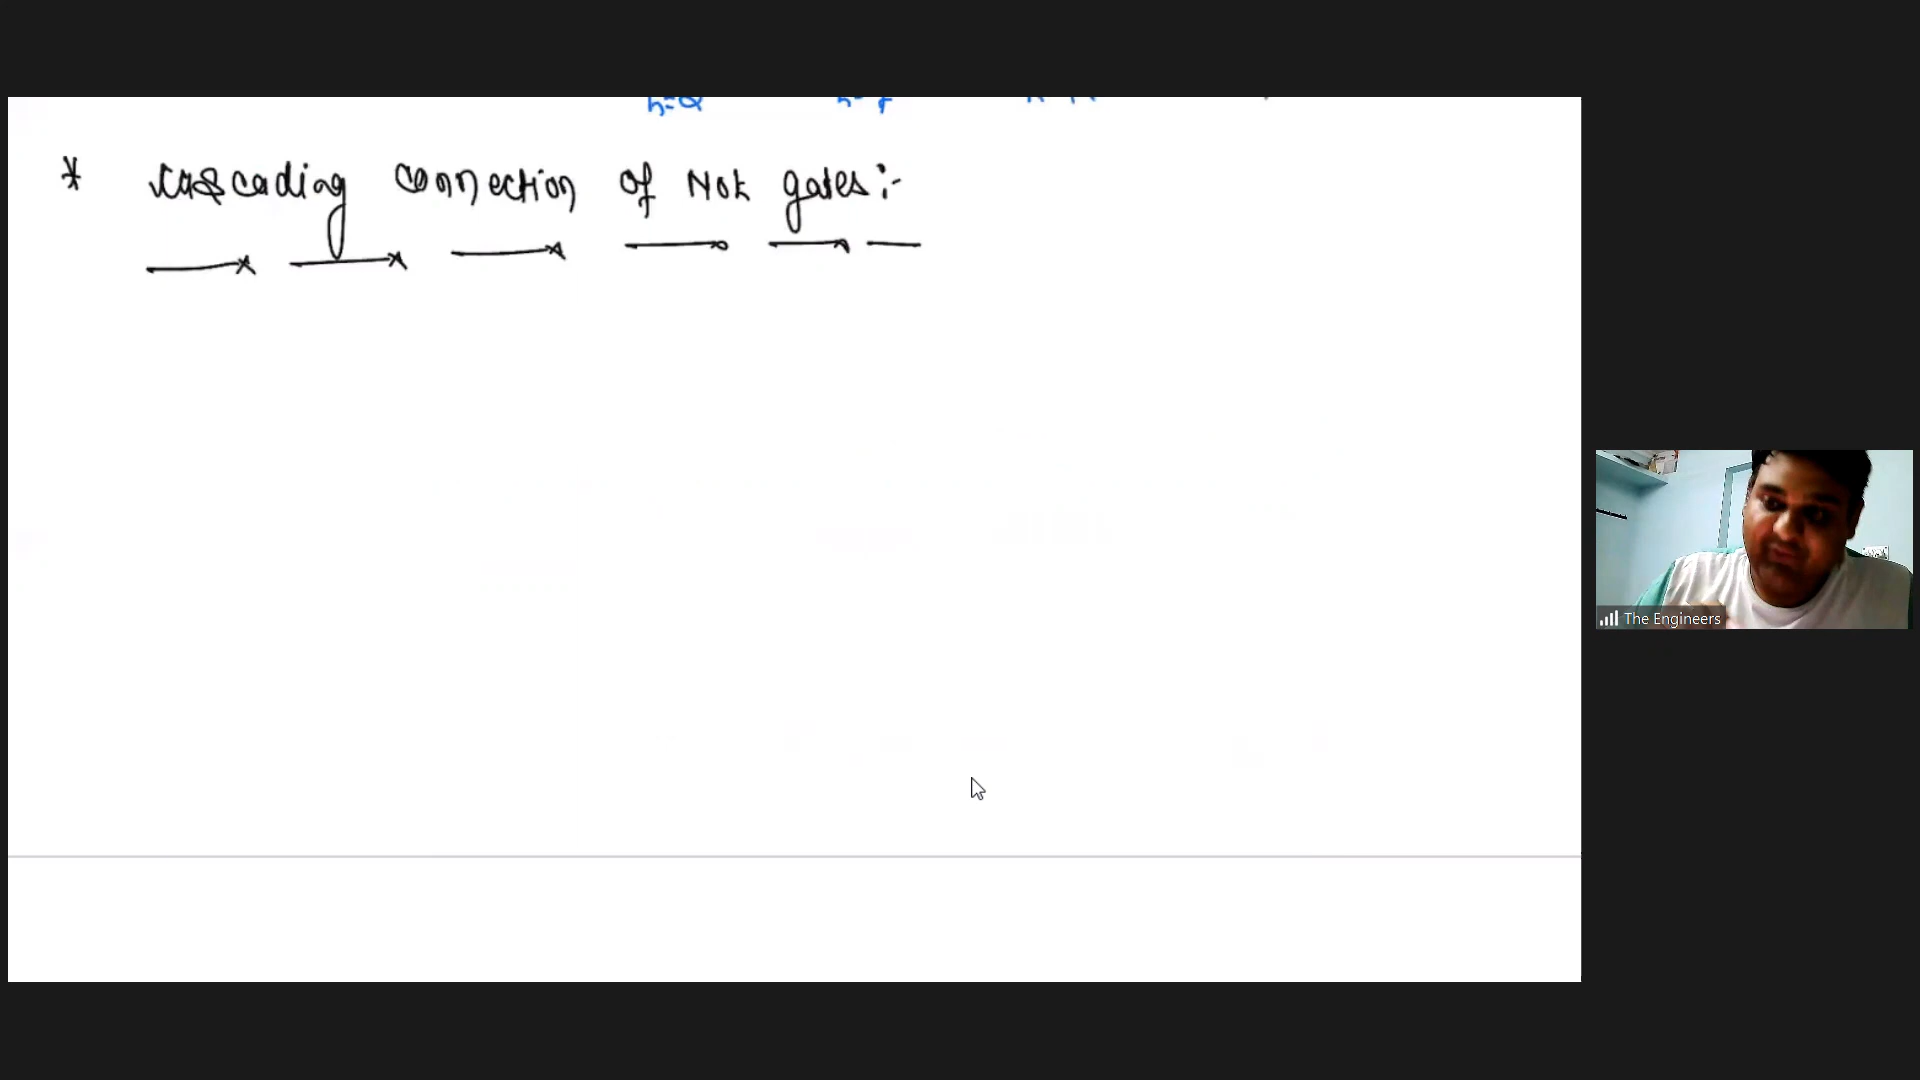 * Cascading connection of Not gates:-
The Engineers